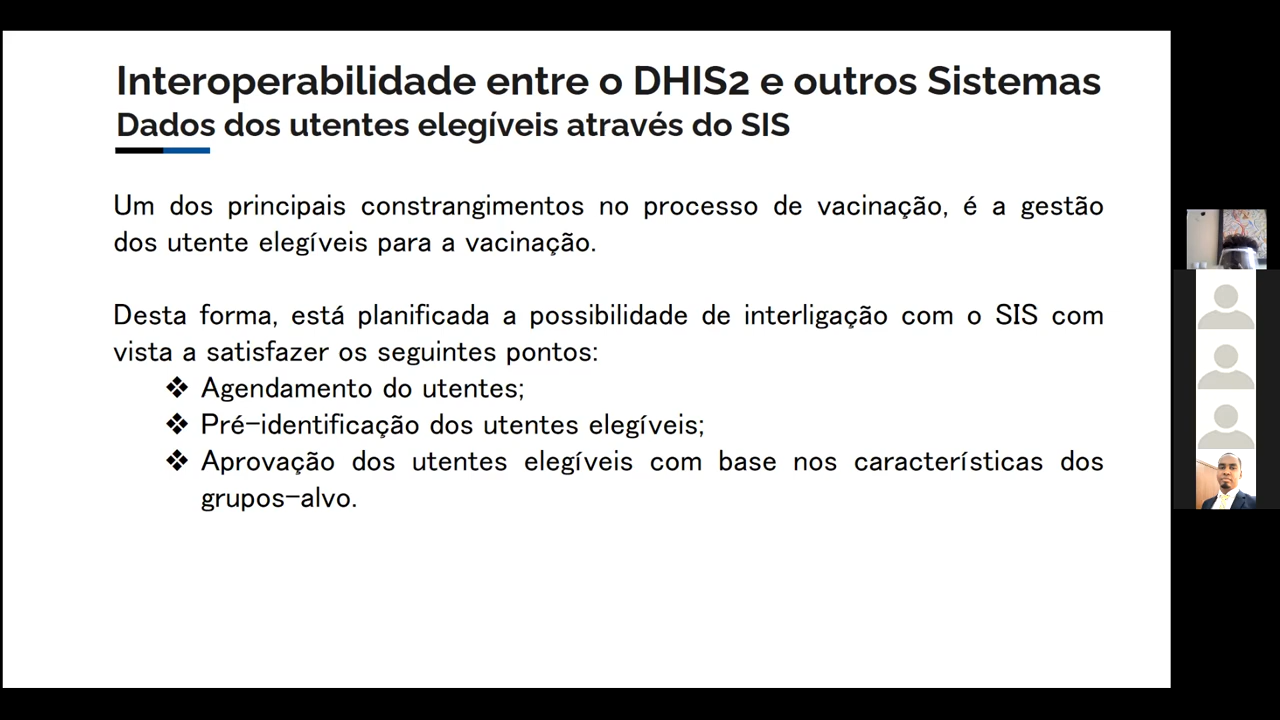 Interoperabilidade entre o DHIS2 e outros Sistemas
Dados dos utentes elegíveis através do SIS
Um dos principais constrangimentos no processo de vacinação, é a gestão
dos utente elegíveis para a vacinação.
Desta forma, está planificada a possibilidade de interligação com o SIS com
vista a satisfazer os seguintes pontos:
❖ Agendamento do utentes;
❖ Pré-identificação dos utentes elegíveis;
❖ Aprovação dos utentes elegíveis com base nos características dos
grupos-alvo.